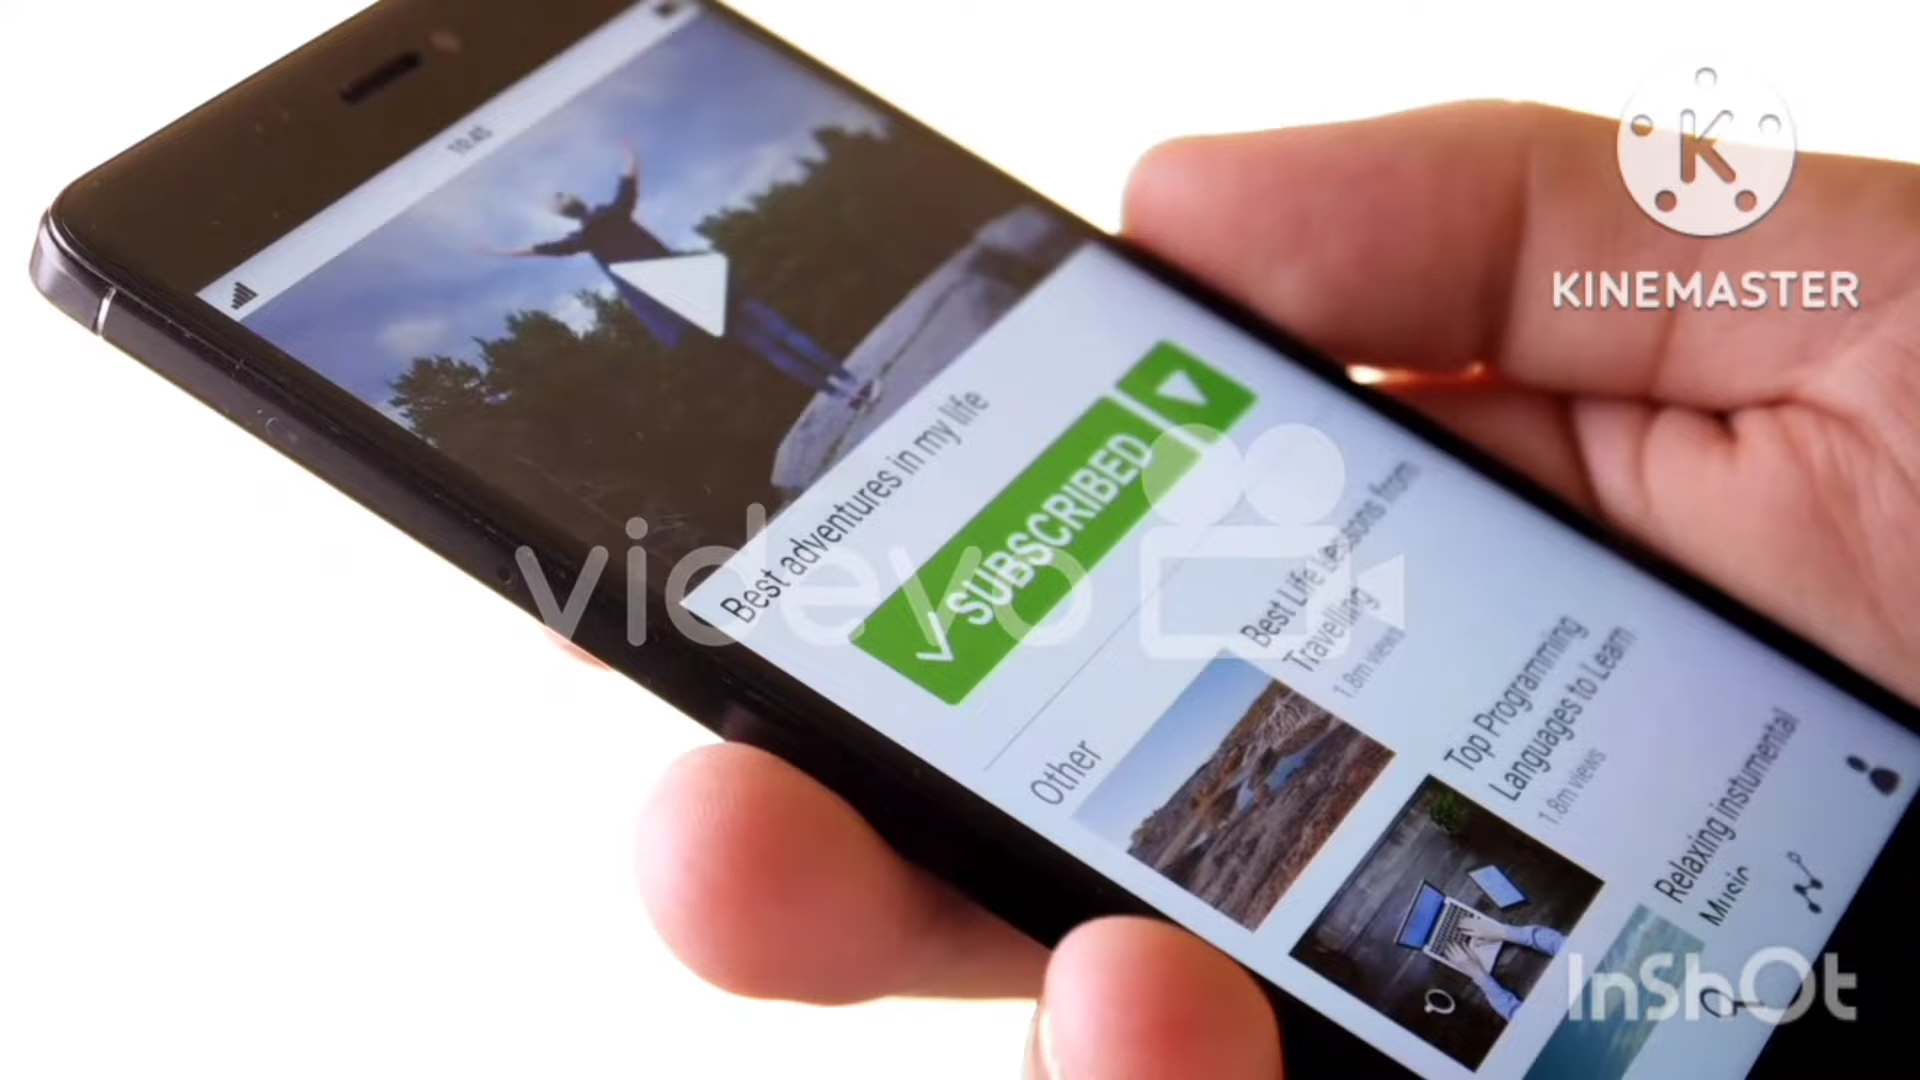 10:45
KINEMASTER
Best adventures in my life
SUBSCRIBED
videvo
Other
Best Life Lessons from
Travelling
1.8m views
Top Programming
Languages to Learn
1.8m views
Relaxing instumental
Music
InShOt